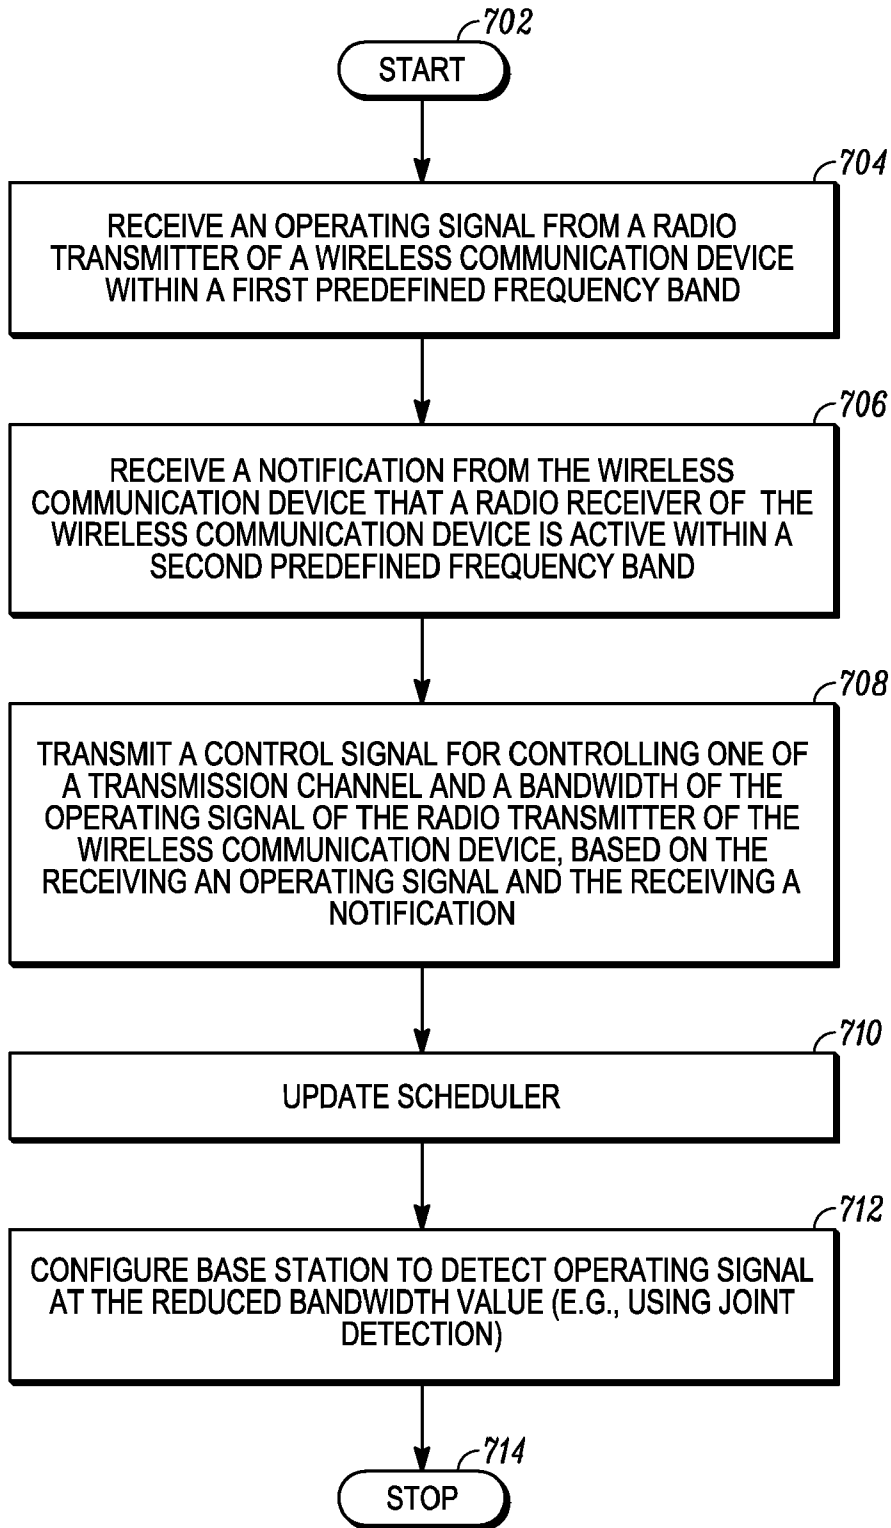 702
START
704
RECEIVE AN OPERATING SIGNAL FROM A RADIO
TRANSMITTER OF A WIRELESS COMMUNICATION DEVICE
WITHIN A FIRST PREDEFINED FREQUENCY BAND
706
RECEIVE A NOTIFICATION FROM THE WIRELESS
COMMUNICATION DEVICE THAT A RADIO RECEIVER OF THE
WIRELESS COMMUNICATION DEVICE IS ACTIVE WITHIN A
SECOND PREDEFINED FREQUENCY BAND
708
TRANSMIT A CONTROL SIGNAL FOR CONTROLLING ONE OF
A TRANSMISSION CHANNEL AND A BANDWIDTH OF THE
OPERATING SIGNAL OF THE RADIO TRANSMITTER OF THE
WIRELESS COMMUNICATION DEVICE, BASED ON THE
RECEIVING AN OPERATING SIGNAL AND THE RECEIVING A
NOTIFICATION
710
UPDATE SCHEDULER
712
CONFIGURE BASE STATION TO DETECT OPERATING SIGNAL
AT THE REDUCED BANDWIDTH VALUE (E.G., USING JOINT
DETECTION)
714
STOP